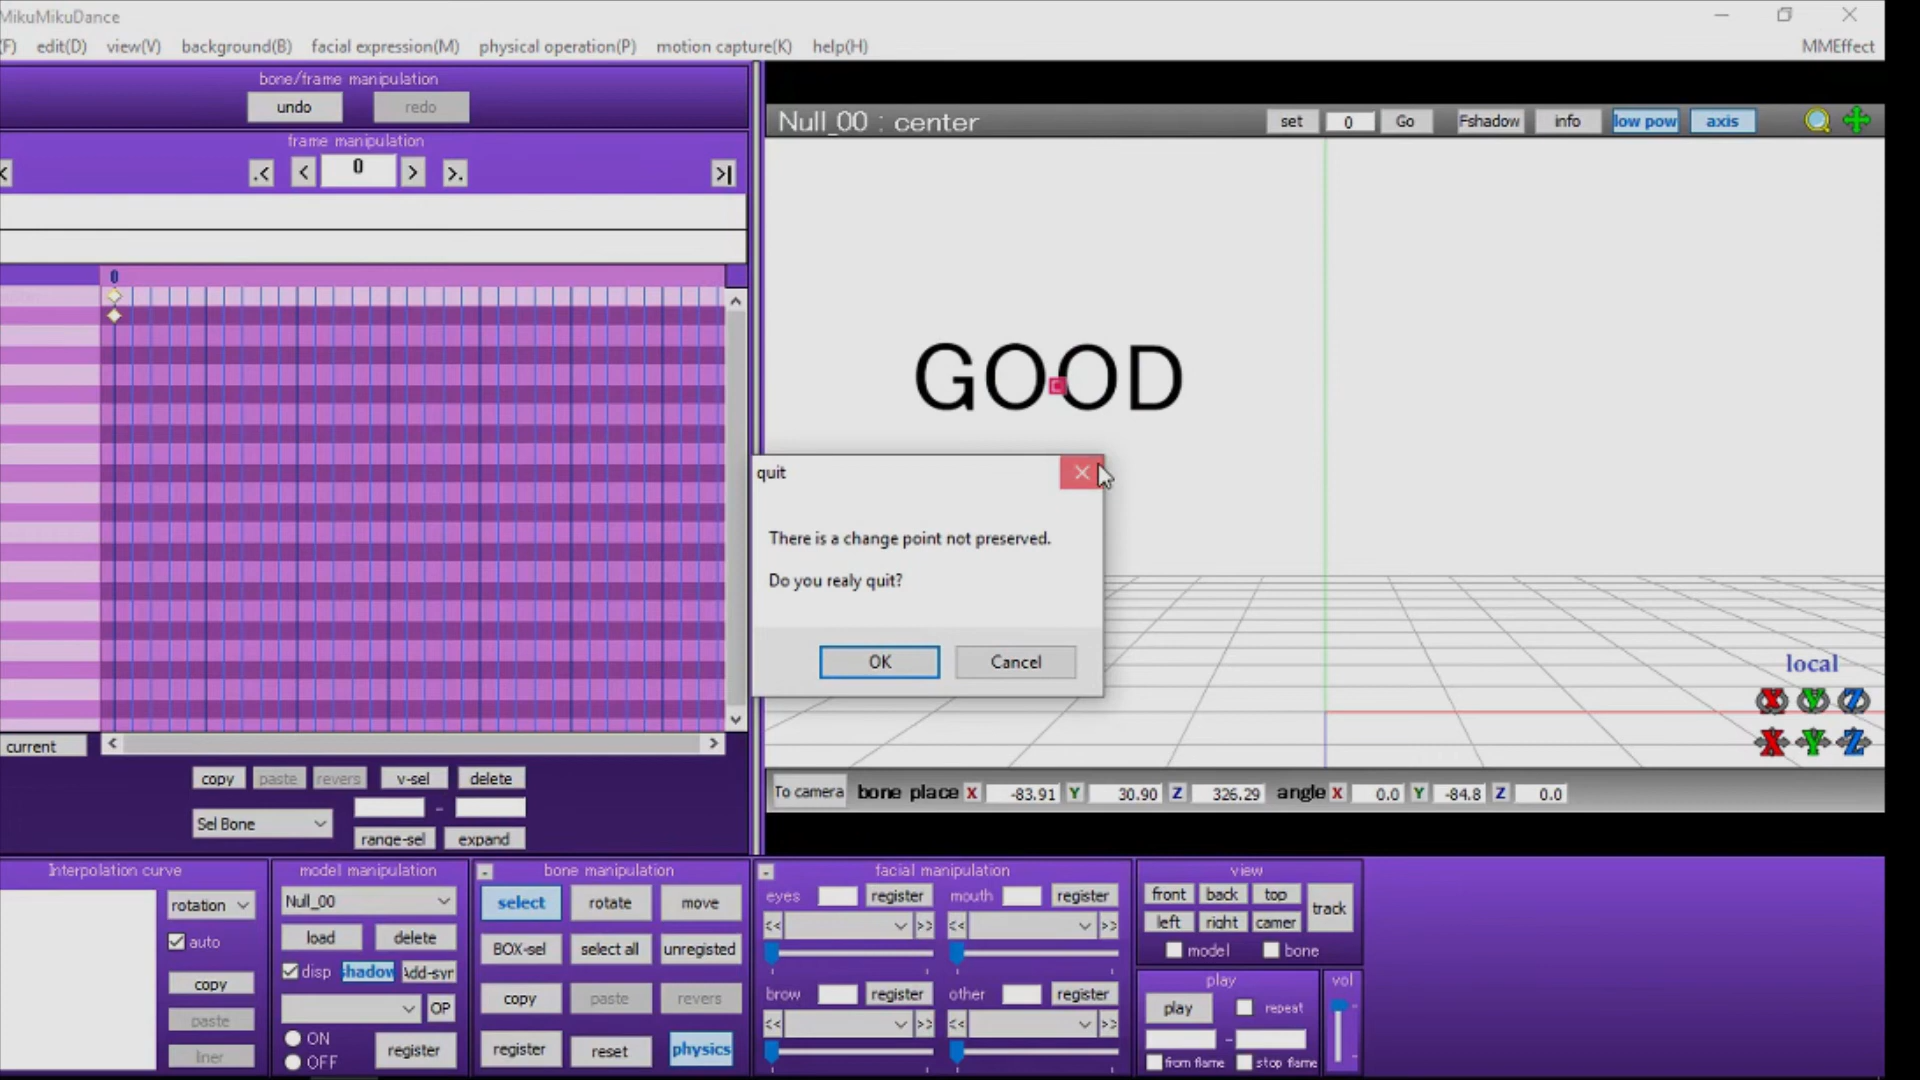 MikuMikuDance
(F) edit(D) view(V) background(B) facial expression(M) physical operation(P) motion capture(K) help(H) MMEffect
bone/frame manipulation
undo redo
frame manipulation
.< < 0 > >. >|
0
Null_00 : center set 0 Go Fshadow info low pow axis
GOOD
quit
There is a change point not preserved.
Do you realy quit?
OK Cancel
local
X Y Z
X Y Z
current < >
To camera bone place X -83.91 Y 30.90 Z 326.29 angle X 0.0 Y -84.8 Z 0.0
copy paste revers v-sel delete
Sel Bone -
range-sel expand
Interpolation curve
rotation
auto
copy
paste
liner
model manipulation
Null_00
load delete
disp shadow Add-syn
OP
ON
OFF
register
- bone manipulation
select rotate move
BOX-sel select all unregisted
copy paste revers
register reset physics
- facial manipulation
eyes register mouth register
<< >> << >>
brow register other register
<< >> << >>
view
front back top
left right camer
track
model bone
play
play repeat
-
from flame stop flame
vol